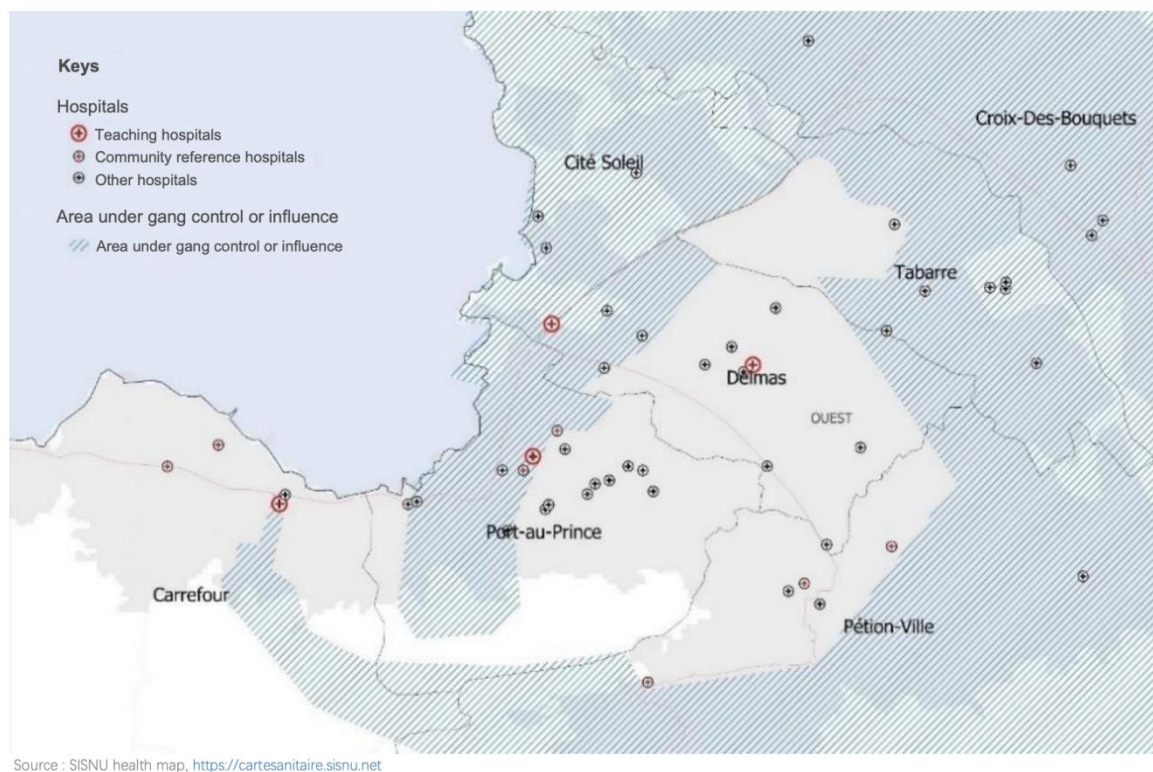 Keys
Hospitals
Teaching hospitals
Community reference hospitals
Other hospitals
Area under gang control or influence
Area under gang control or influence
Croix-Des-Bouquets
Cité Soleil
Tabarre
Delmas
OUEST
Port-au-Prince
Carrefour
Pétion-Ville
Source : SISNU health map, https://cartesanitaire.sisnu.net